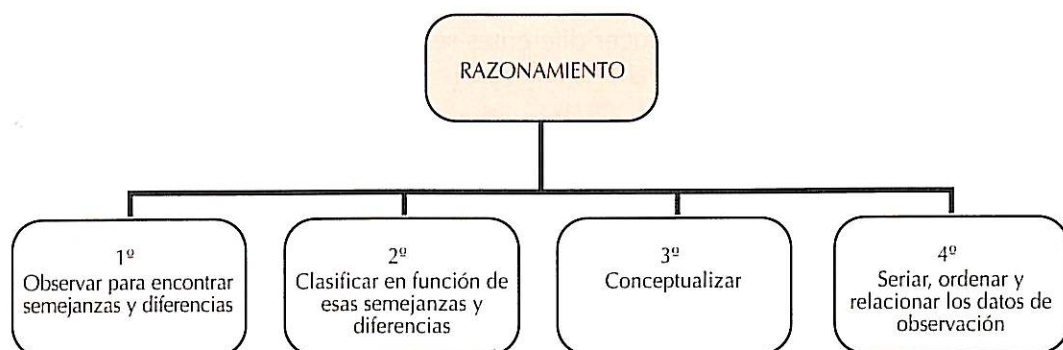 RAZONAMIENTO
1º
Observar para encontrar
semejanzas y diferencias
2º
Clasificar en función de
esas semejanzas y
diferencias
3º
Conceptualizar
4º
Seriar, ordenar y
relacionar los datos de
observación